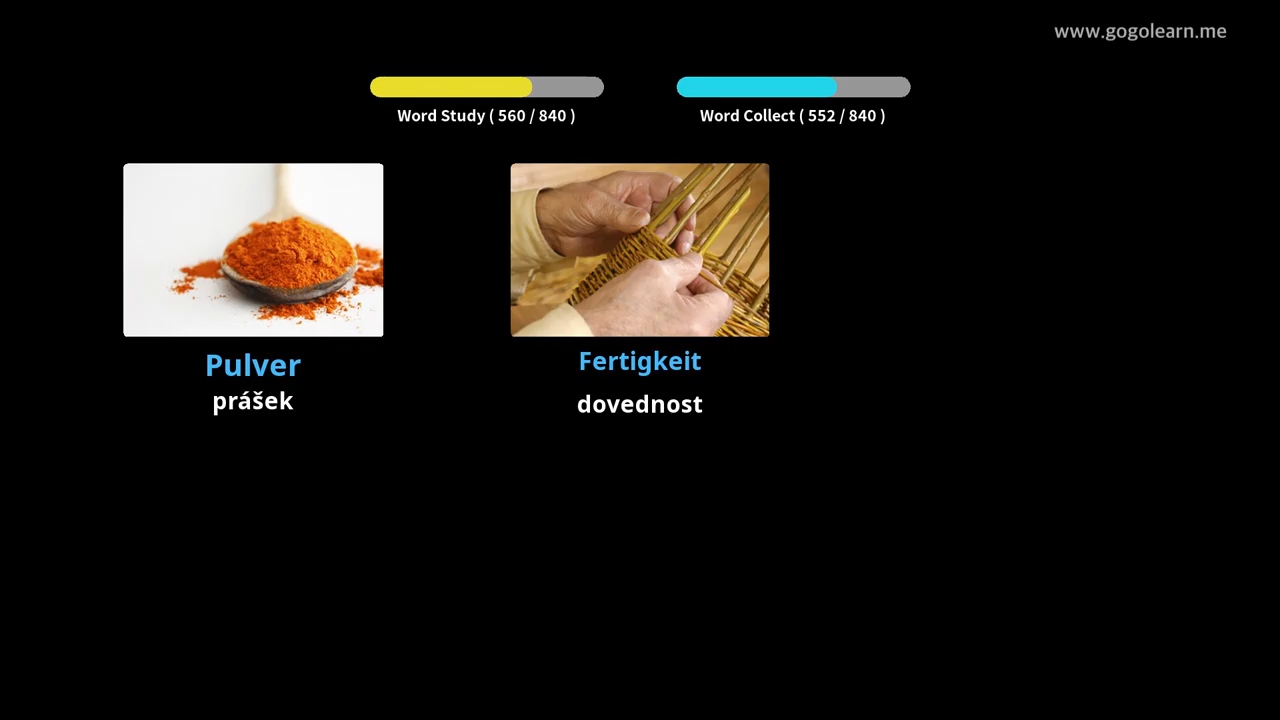 www.gogolearn.me
Word Study ( 560 / 840 )
Word Collect ( 552 / 840 )
Pulver
prášek
Fertigkeit
dovednost